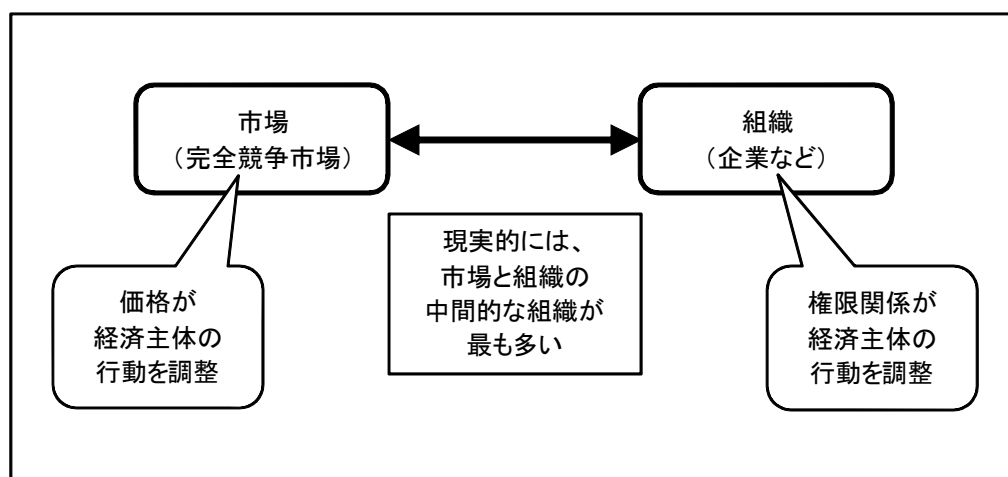 市場
（完全競争市場）
組織
（企業など）
現実的には、
市場と組織の
中間的な組織が
最も多い
価格が
経済主体の
行動を調整
権限関係が
経済主体の
行動を調整